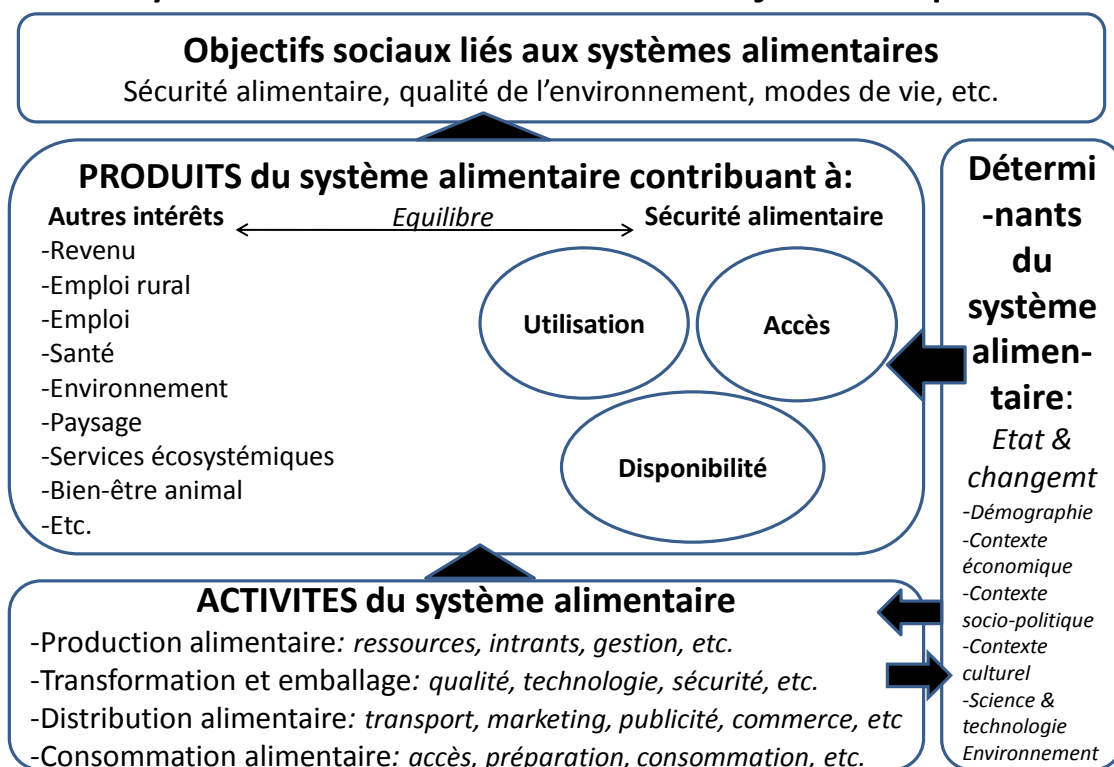 Objectifs sociaux liés aux systèmes alimentaires
Sécurité alimentaire, qualité de l'environnement, modes de vie, etc.
PRODUITS du système alimentaire contribuant à:
Autres intérêts
Equilibre
Sécurité alimentaire
-Revenu
-Emploi rural
-Emploi
-Santé
-Environnement
-Paysage
-Services écosystémiques
-Bien-être animal
-Etc.
Utilisation
Accès
Disponibilité
ACTIVITES du système alimentaire
-Production alimentaire: ressources, intrants, gestion, etc.
-Transformation et emballage: qualité, technologie, sécurité, etc.
-Distribution alimentaire: transport, marketing, publicité, commerce, etc
-Consommation alimentaire: accès, préparation, consommation, etc.
Détermi
-nants
du
système
alimen-
taire:
Etat &
changemt
-Démographie
-Contexte
économique
-Contexte
socio-politique
-Contexte
culturel
-Science &
technologie
Environnement